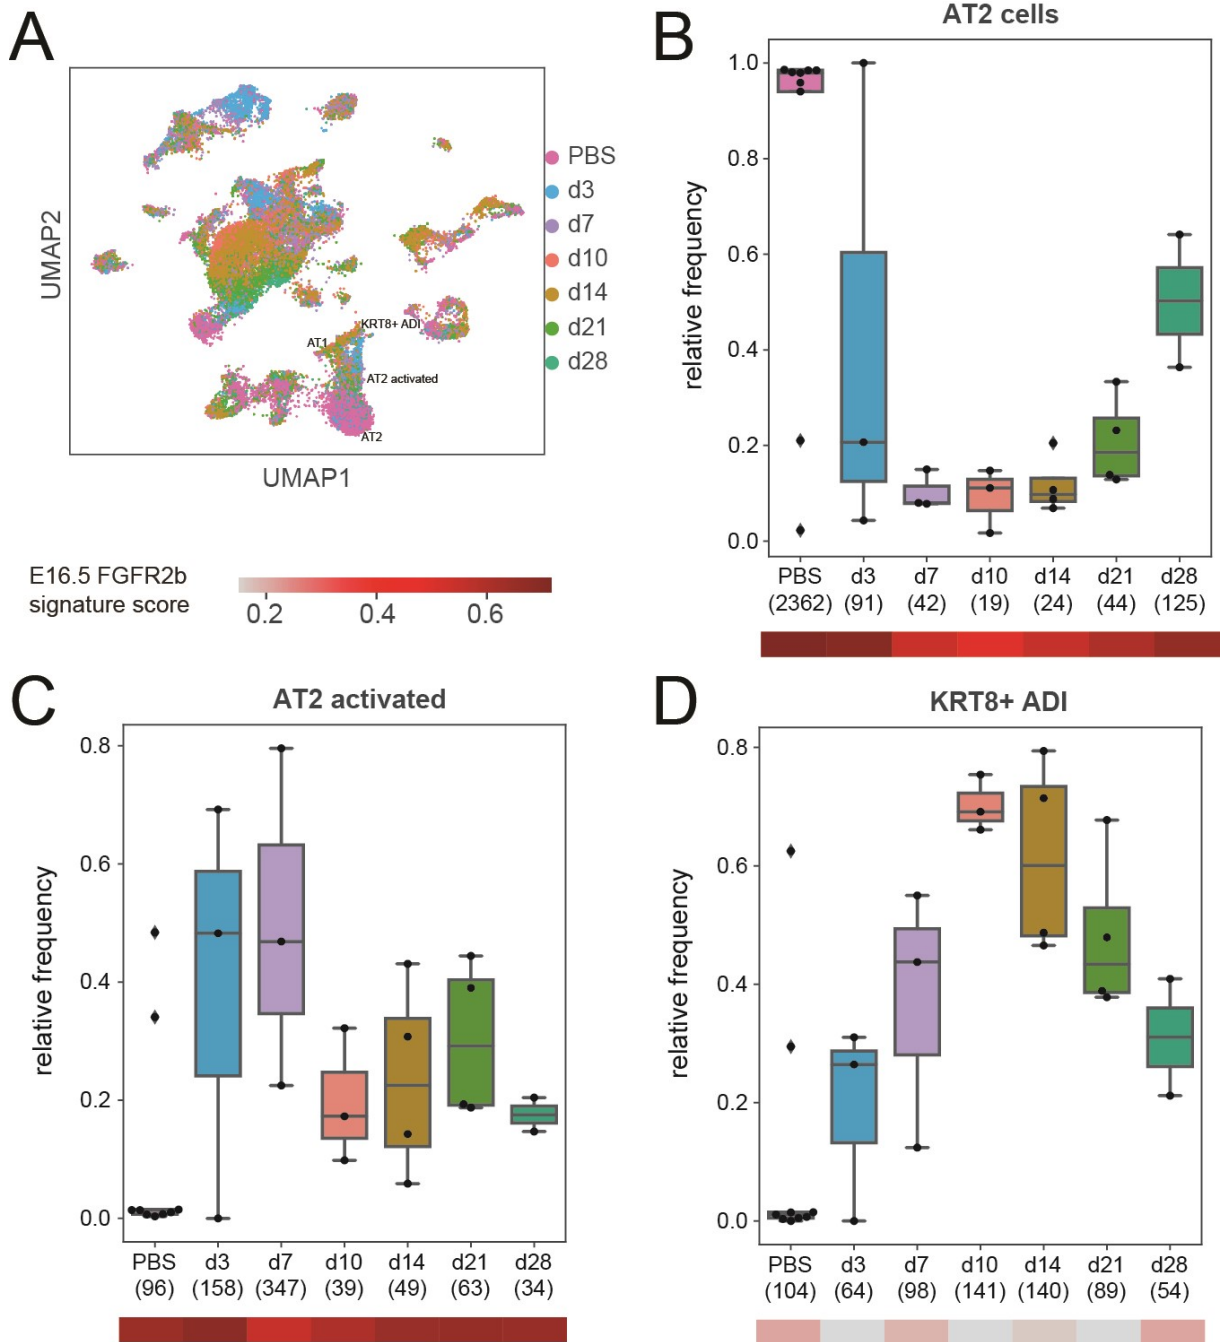 A
UMAP2
UMAP1
KRT8+ ADI
AT1
AT2 activated
AT2
PBS
d3
d7
d10
d14
d21
d28
E16.5 FGFR2b
signature score
0.2 0.4 0.6
B
AT2 cells
relative frequency
1.0
0.8
0.6
0.4
0.2
0.0
PBS d3 d7 d10 d14 d21 d28
(2362) (91) (42) (19) (24) (44) (125)
C
AT2 activated
relative frequency
0.8
0.6
0.4
0.2
0.0
PBS d3 d7 d10 d14 d21 d28
(96) (158) (347) (39) (49) (63) (34)
D
KRT8+ ADI
relative frequency
0.8
0.6
0.4
0.2
0.0
PBS d3 d7 d10 d14 d21 d28
(104) (64) (98) (141) (140) (89) (54)